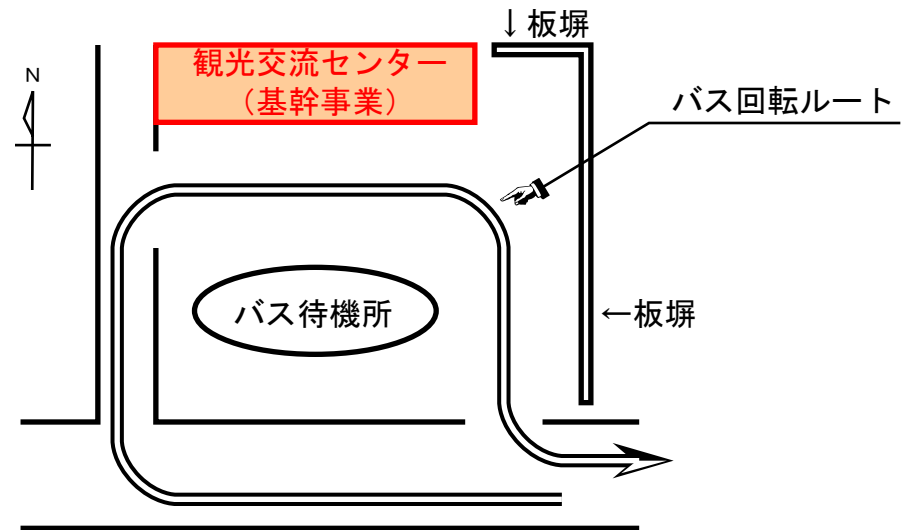 ↓板塀
観光交流センター
（基幹事業）
N
バス回転ルート
バス待機所
←板塀